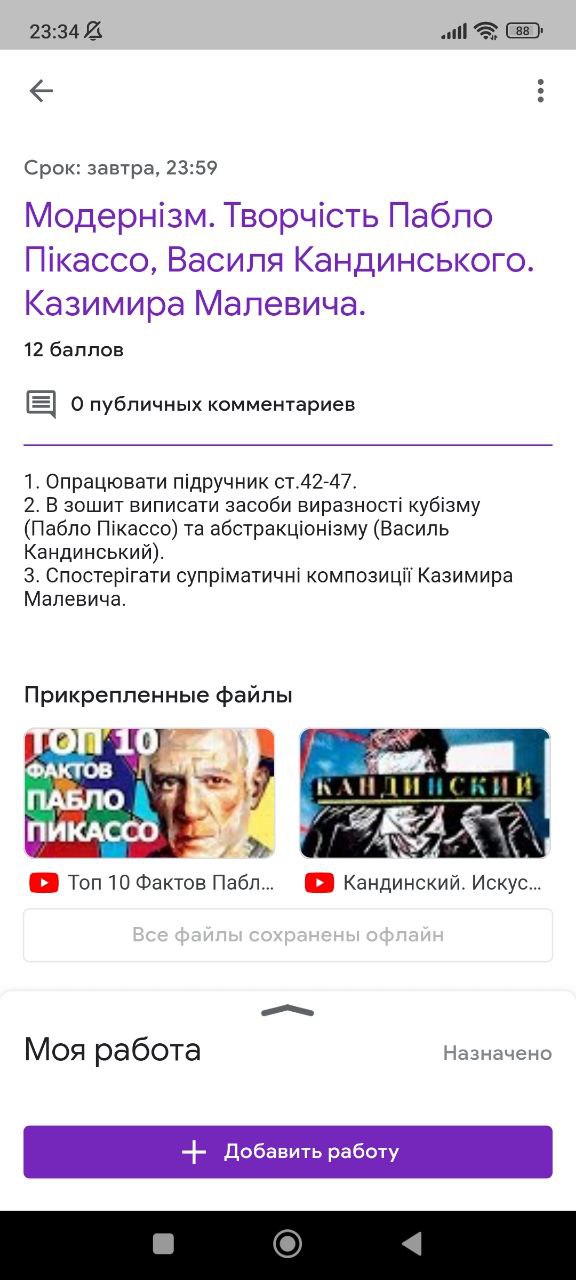 23:34
88
Срок: завтра, 23:59
Модернізм. Творчість Пабло
Пікассо, Василя Кандинського.
Казимира Малевича.
12 баллов
0 публичных комментариев
1. Опрацювати підручник ст.42-47.
2. В зошит виписати засоби виразності кубізму
(Пабло Пікассо) та абстракціонізму (Василь
Кандинський).
3. Спостерігати супріматичні композиції Казимира
Малевича.
Прикрепленные файлы
ТОП 10
ФАКТОВ
ПАБЛО
ПИКАССО
КАНДИНСКИЙ
Топ 10 Фактов Пабл...
Кандинский. Искус...
Все файлы сохранены офлайн
Моя работа
Назначено
+ Добавить работу